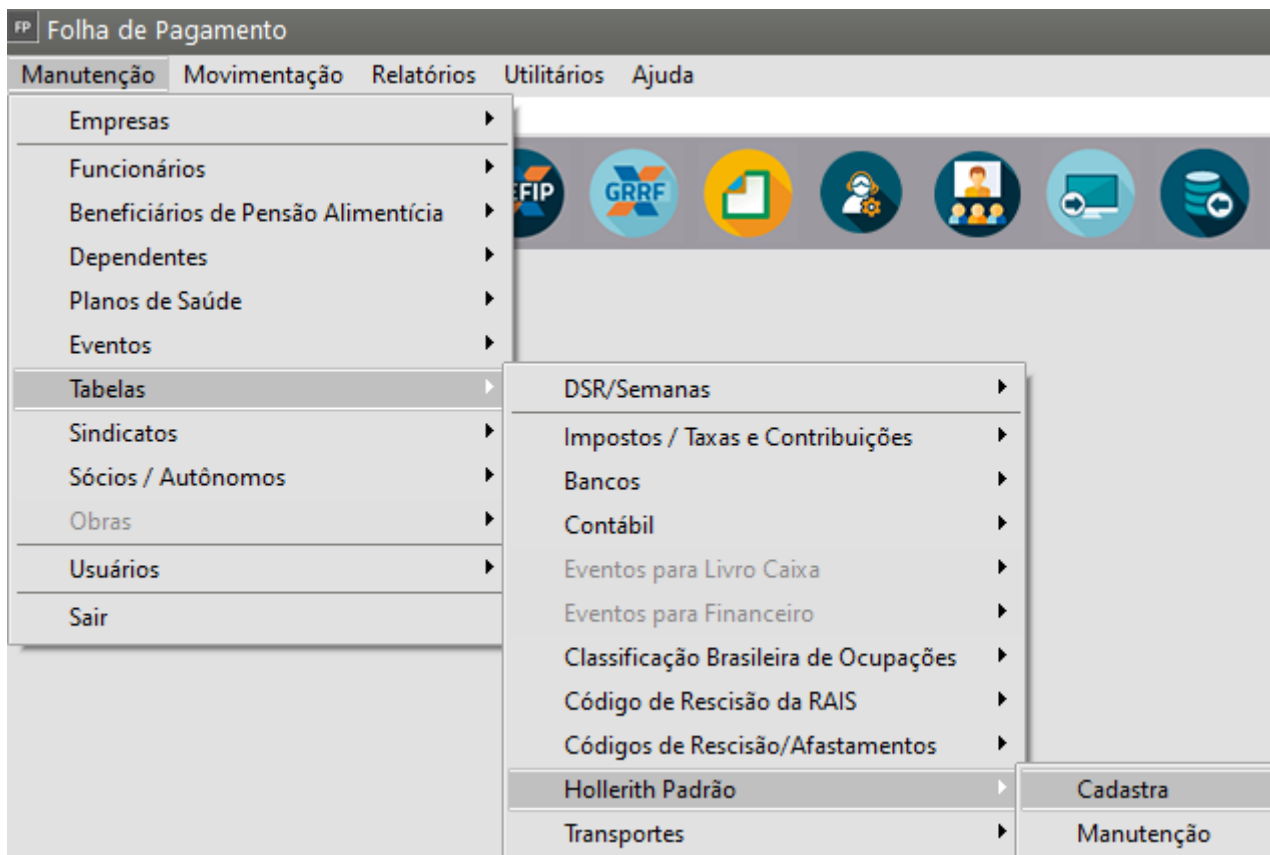 FP Folha de Pagamento
Manutenção Movimentação Relatórios Utilitários Ajuda
Empresas
Funcionários
Beneficiários de Pensão Alimentícia
Dependentes
Planos de Saúde
Eventos
Tabelas
Sindicatos
Sócios / Autônomos
Obras
Usuários
Sair
EFIP
GRRF
DSR/Semanas
Impostos / Taxas e Contribuições
Bancos
Contábil
Eventos para Livro Caixa
Eventos para Financeiro
Classificação Brasileira de Ocupações
Código de Rescisão da RAIS
Códigos de Rescisão/Afastamentos
Hollerith Padrão
Transportes
Cadastra
Manutenção